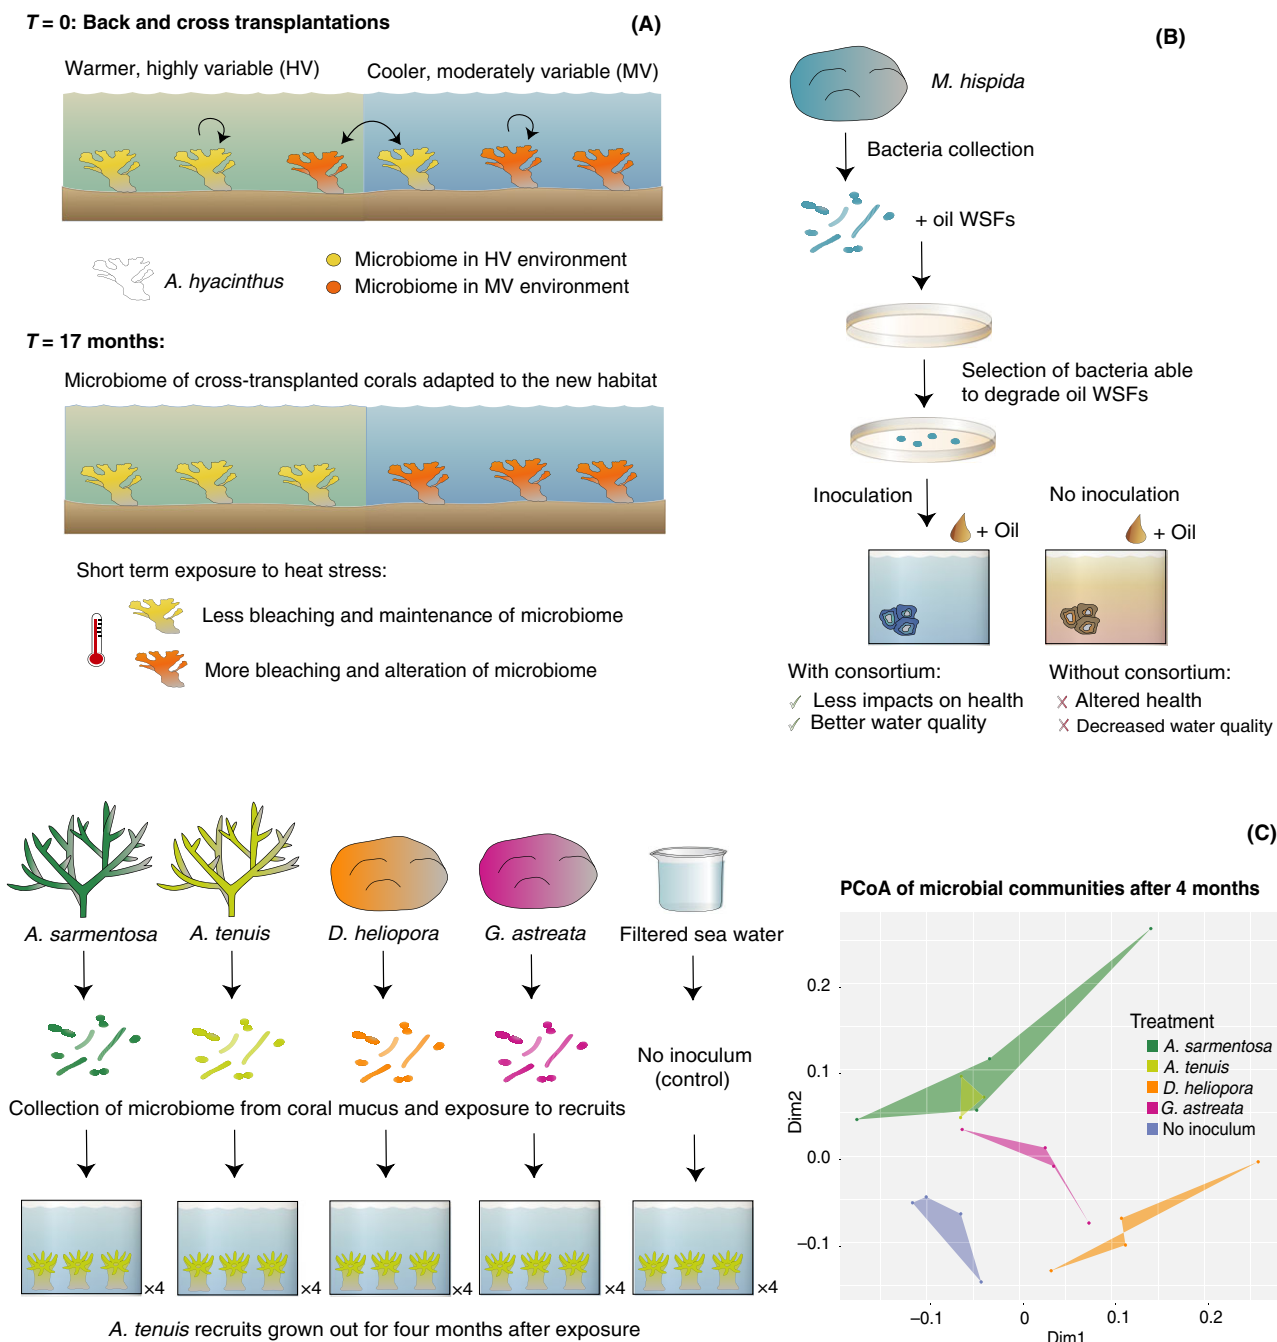 T = 0: Back and cross transplantations
(A)
Warmer, highly variable (HV)
Cooler, moderately variable (MV)
A. hyacinthus
Microbiome in HV environment
Microbiome in MV environment
T = 17 months:
Microbiome of cross-transplanted corals adapted to the new habitat
Short term exposure to heat stress:
Less bleaching and maintenance of microbiome
More bleaching and alteration of microbiome
(B)
M. hispida
Bacteria collection
+ oil WSFs
Selection of bacteria able
to degrade oil WSFs
Inoculation
No inoculation
+ Oil
+ Oil
With consortium:
Less impacts on health
Better water quality
Without consortium:
Altered health
Decreased water quality
(C)
A. sarmentosa
A. tenuis
D. heliopora
G. astreata
Filtered sea water
No inoculum
(control)
Collection of microbiome from coral mucus and exposure to recruits
×4
×4
×4
×4
×4
A. tenuis recruits grown out for four months after exposure
PCoA of microbial communities after 4 months
Treatment
A. sarmentosa
A. tenuis
D. heliopora
G. astreata
No inoculum
Dim2
0.2
0.1
0.0
−0.1
−0.1
0
0.1
0.2
Dim1